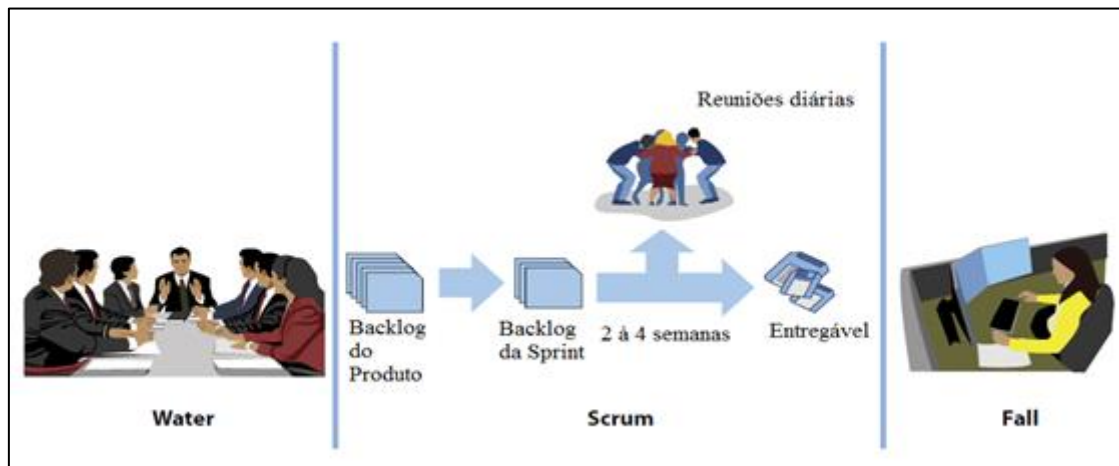 Reuniões diárias
Backlog
do
Produto
Backlog
da Sprint
2 à 4 semanas
Entregável
Water
Scrum
Fall